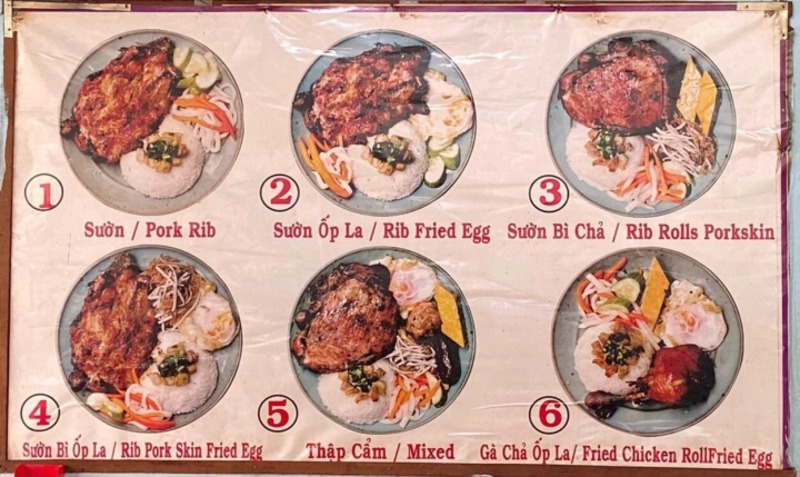 1
Sườn / Pork Rib
2
Sườn Ốp La / Rib Fried Egg
3
Sườn Bì Chả / Rib Rolls Porkskin
4
Sườn Bì Ốp La / Rib Pork Skin Fried Egg
5
Thập Cẩm / Mixed
6
Gà Chả Ốp La/ Fried Chicken RollFried Egg